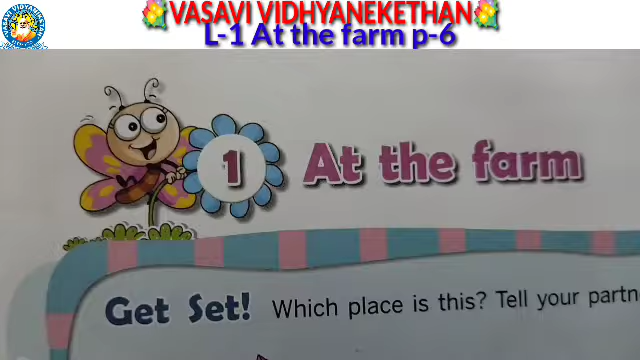 VASAVI VIDHYANEKETHAN
L-1 At the farm p-6
1 At the farm
Get Set! Which place is this? Tell your partn